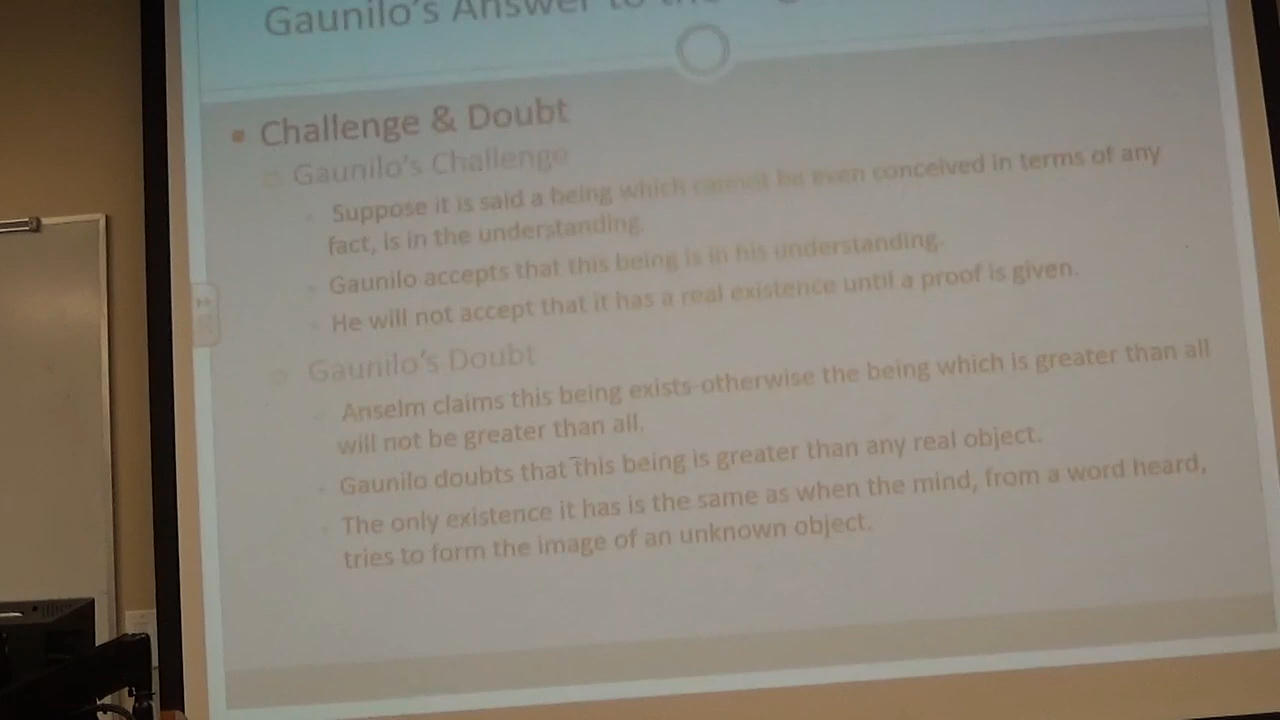 Gaunilo's Answer to the
Challenge & Doubt
Gaunilo's Challenge
Suppose it is said a being which cannot be even conceived in terms of any
fact, is in the understanding.
Gaunilo accepts that this being is in his understanding.
He will not accept that it has a real existence until a proof is given.
Gaunilo's Doubt
Anselm claims this being exists-otherwise the being which is greater than all
will not be greater than all.
Gaunilo doubts that this being is greater than any real object.
The only existence it has is the same as when the mind, from a word heard,
tries to form the image of an unknown object.